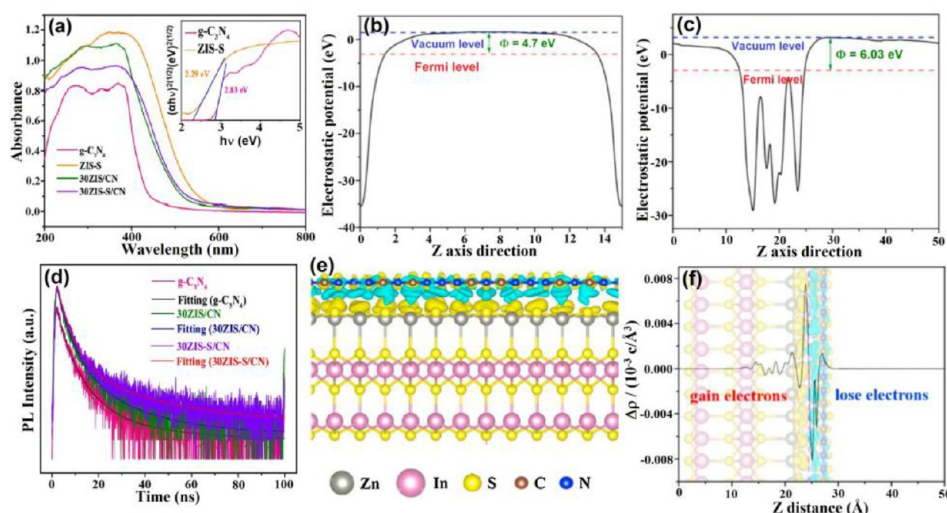 (a)
(αhν)^2(1/2)(eV)^2(1/2)
g-C3N4
ZIS-S
2.29 eV
2.83 eV
2 3 4 5
hν (eV)
Absorbance
1.2
1.0
0.8
0.6
0.4
0.2
0.0
g-C3N4
ZIS-S
30ZIS/CN
30ZIS-S/CN
200 300 400 500 600 700 800
Wavelength (nm)
(b)
Electrostatic potential (eV)
0
-10
-20
-30
-40
Vacuum level
Φ = 4.7 eV
Fermi level
0 5 10 15
Z axis direction
(c)
Electrostatic potential (eV)
0
-10
-20
-30
Vacuum level
Φ = 6.03 eV
Fermi level
0 10 20 30 40 50
Z axis direction
(d)
PL Intensity (a.u.)
g-C3N4
Fitting (g-C3N4)
30ZIS/CN
Fitting (30ZIS/CN)
30ZIS-S/CN
Fitting (30ZIS-S/CN)
0 20 40 60 80 100
Time (ns)
(e)
Zn In S C N
(f)
Δρ / (10-3 e/Å3)
0.008
0.004
0.000
-0.004
-0.008
gain electrons
lose electrons
0 10 20 30 40 50
Z distance (Å)